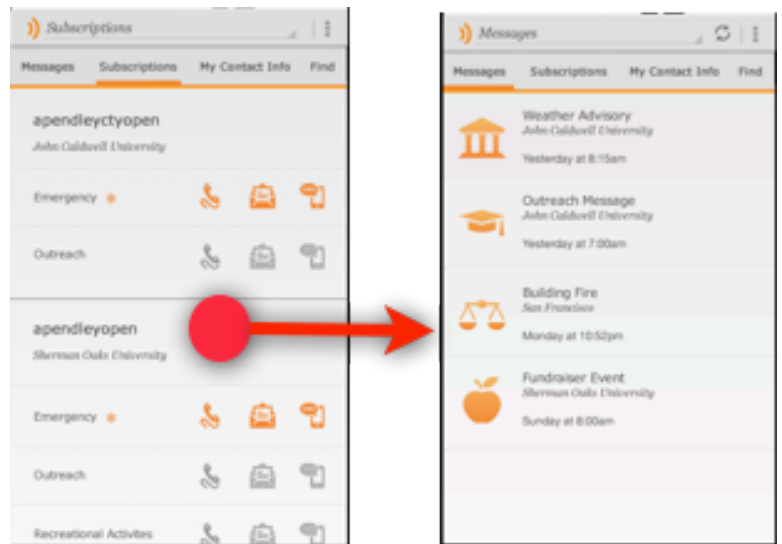 Subscriptions
Messages Subscriptions My Contact Info Find
apendleyctyopen
John Caldwell University
Emergency *
Outreach
apendleyopen
Sherman Oaks University
Emergency *
Outreach
Recreational Activites
Messages
Messages Subscriptions My Contact Info Find
Weather Advisory
John Caldwell University
Yesterday at 8:15am
Outreach Message
John Caldwell University
Yesterday at 7:00am
Building Fire
San Francisco
Monday at 10:52pm
Fundraiser Event
Sherman Oaks University
Sunday at 8:00am